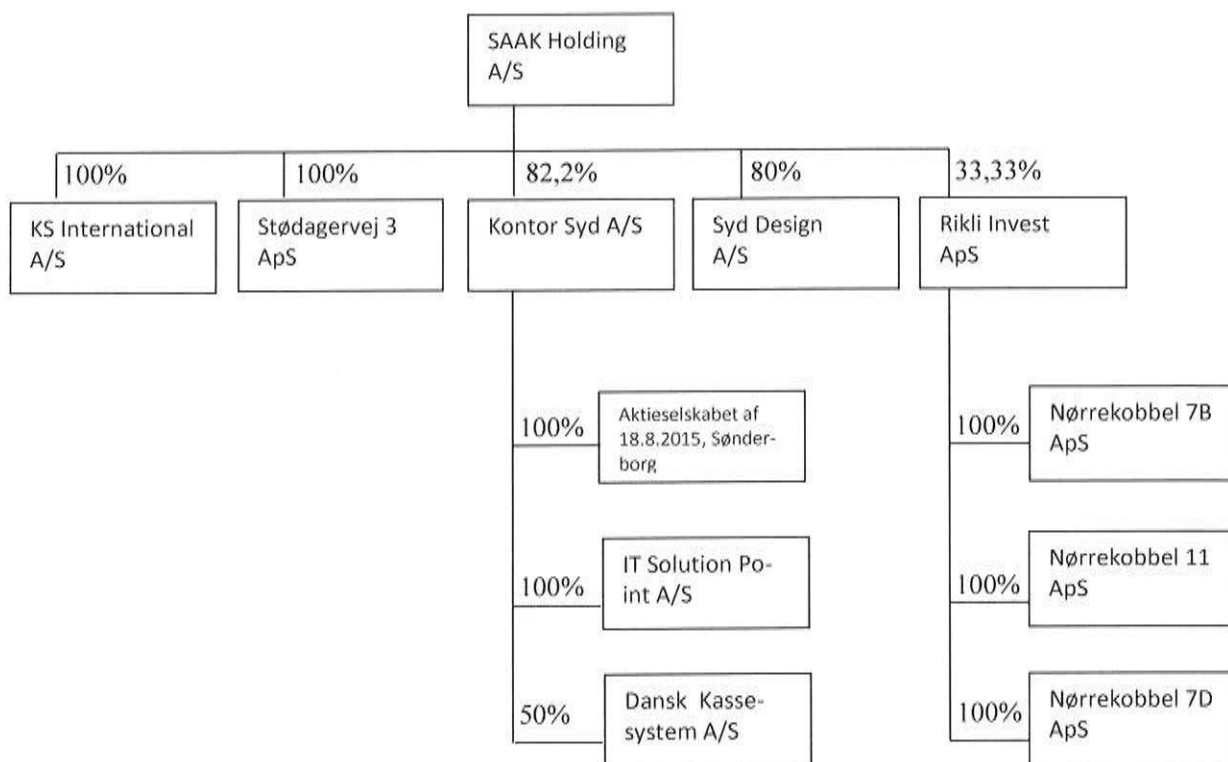 SAAK Holding
A/S
100%
100%
82,2%
80%
33,33%
KS International
A/S
Stødagervej 3
ApS
Kontor Syd A/S
Syd Design
A/S
Rikli Invest
ApS
100%
Aktieselskabet af
18.8.2015, Sønder-
borg
100%
Nørrekobbel 7B
ApS
100%
IT Solution Po-
int A/S
100%
Nørrekobbel 11
ApS
50%
Dansk Kasse-
system A/S
100%
Nørrekobbel 7D
ApS